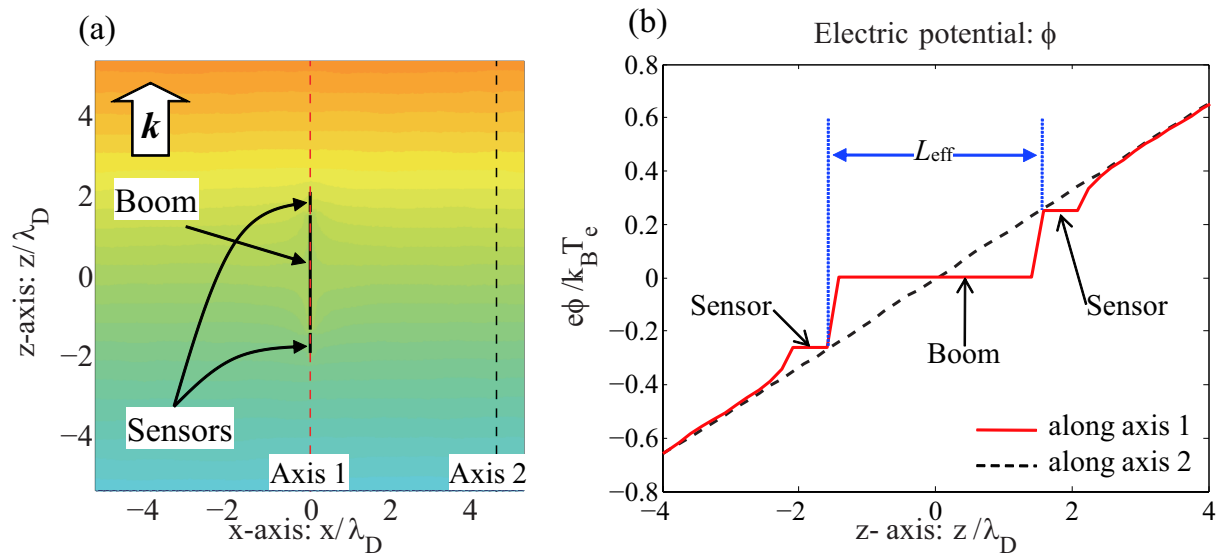 (a)
k
Boom
Sensors
Axis 1
Axis 2
4
2
0
−2
−4
z-axis: z/λD
−4
−2
0
2
4
x-axis: x/λD
(b)
Electric potential: ϕ
0.8
0.6
0.4
0.2
0
−0.2
−0.4
−0.6
−0.8
eϕ/kBTe
Leff
Sensor
Sensor
Boom
along axis 1
along axis 2
−4
−2
0
2
4
z- axis: z/λD